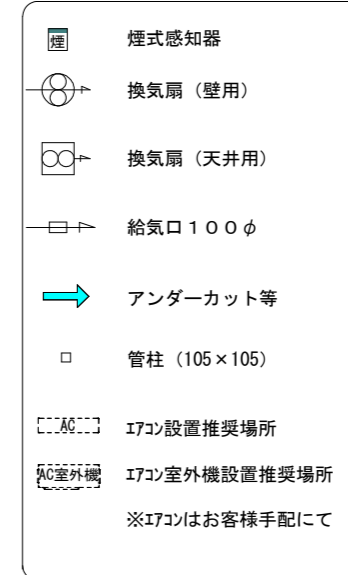 煙 煙式感知器
換気扇（壁用）
換気扇（天井用）
給気口１００φ
アンダーカット等
管柱（105×105）
AC ｴｱｺﾝ設置推奨場所
AC室外機 ｴｱｺﾝ室外機設置推奨場所
※ｴｱｺﾝはお客様手配にて